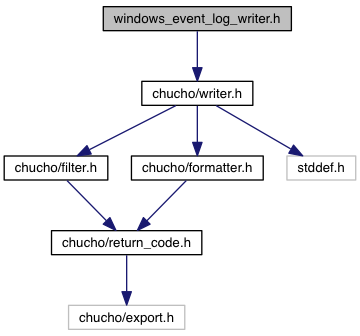 windows_event_log_writer.h
chucho/writer.h
chucho/filter.h
chucho/formatter.h
stddef.h
chucho/return_code.h
chucho/export.h